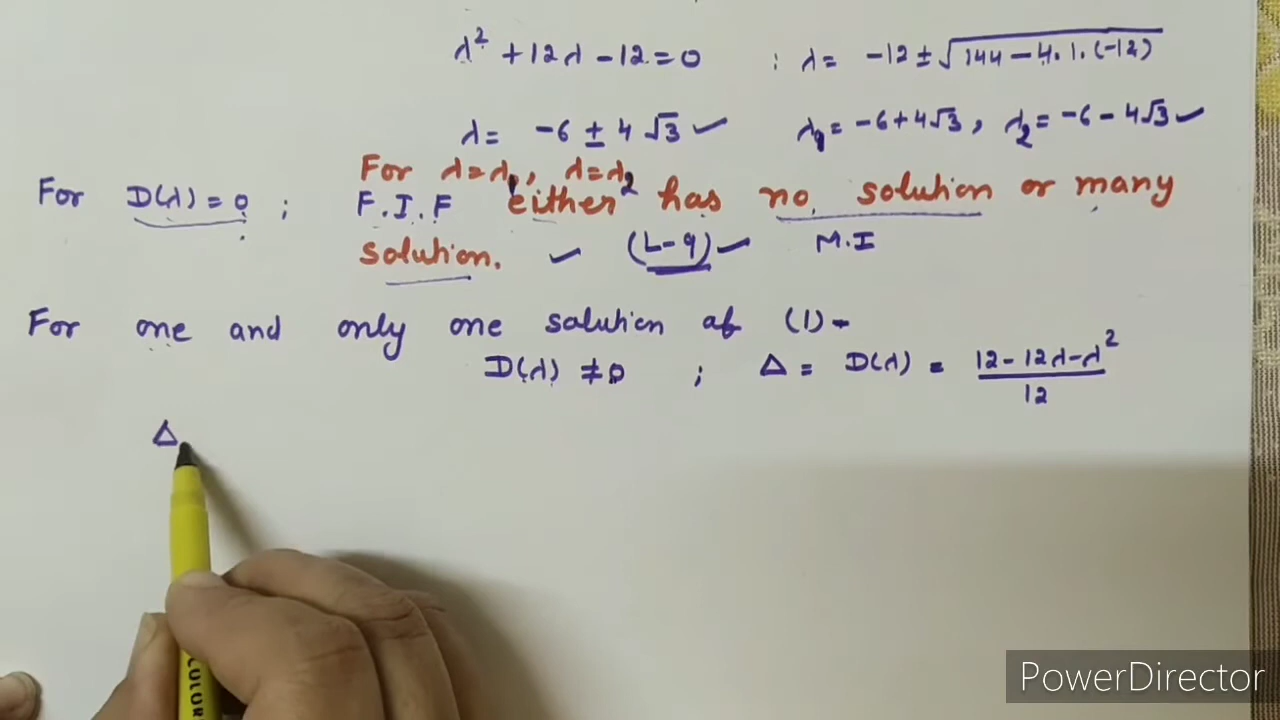 λ² + 12λ - 12 = 0 : λ = -12 ± √144 - 4.1.(-12)
λ = -6 ± 4√3 ✓ λ₁ = -6+4√3, λ₂ = -6-4√3 ✓
For λ=λ₁, λ=λ₂
For D(λ) = 0 ; F.I.F either has no solution or many
solution. ✓ (L-9) ✓ M.I
For one and only one solution of (1)-
D(λ) ≠ 0 ; Δ = D(λ) = (12-12λ-λ²)/12
Δ
COLOR
PowerDirector